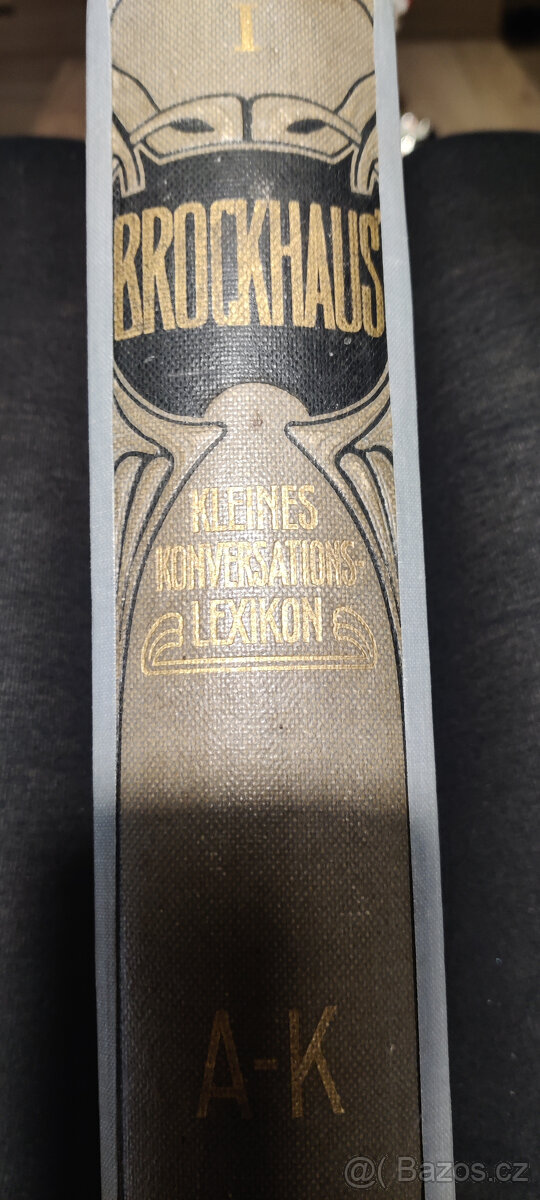 I
BROCKHAUS'
KLEINES
KONVERSATIONS-
LEXIKON
A-K
@ Bazos.cz